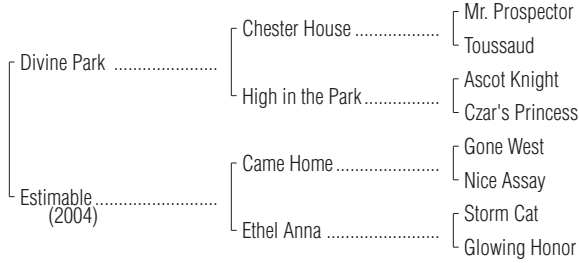 Mr. Prospector
Chester House ..................
Toussaud
Divine Park ......................
Ascot Knight
High in the Park................
Czar's Princess
Gone West
Came Home......................
Nice Assay
Estimable..........................
(2004)
Storm Cat
Ethel Anna ........................
Glowing Honor